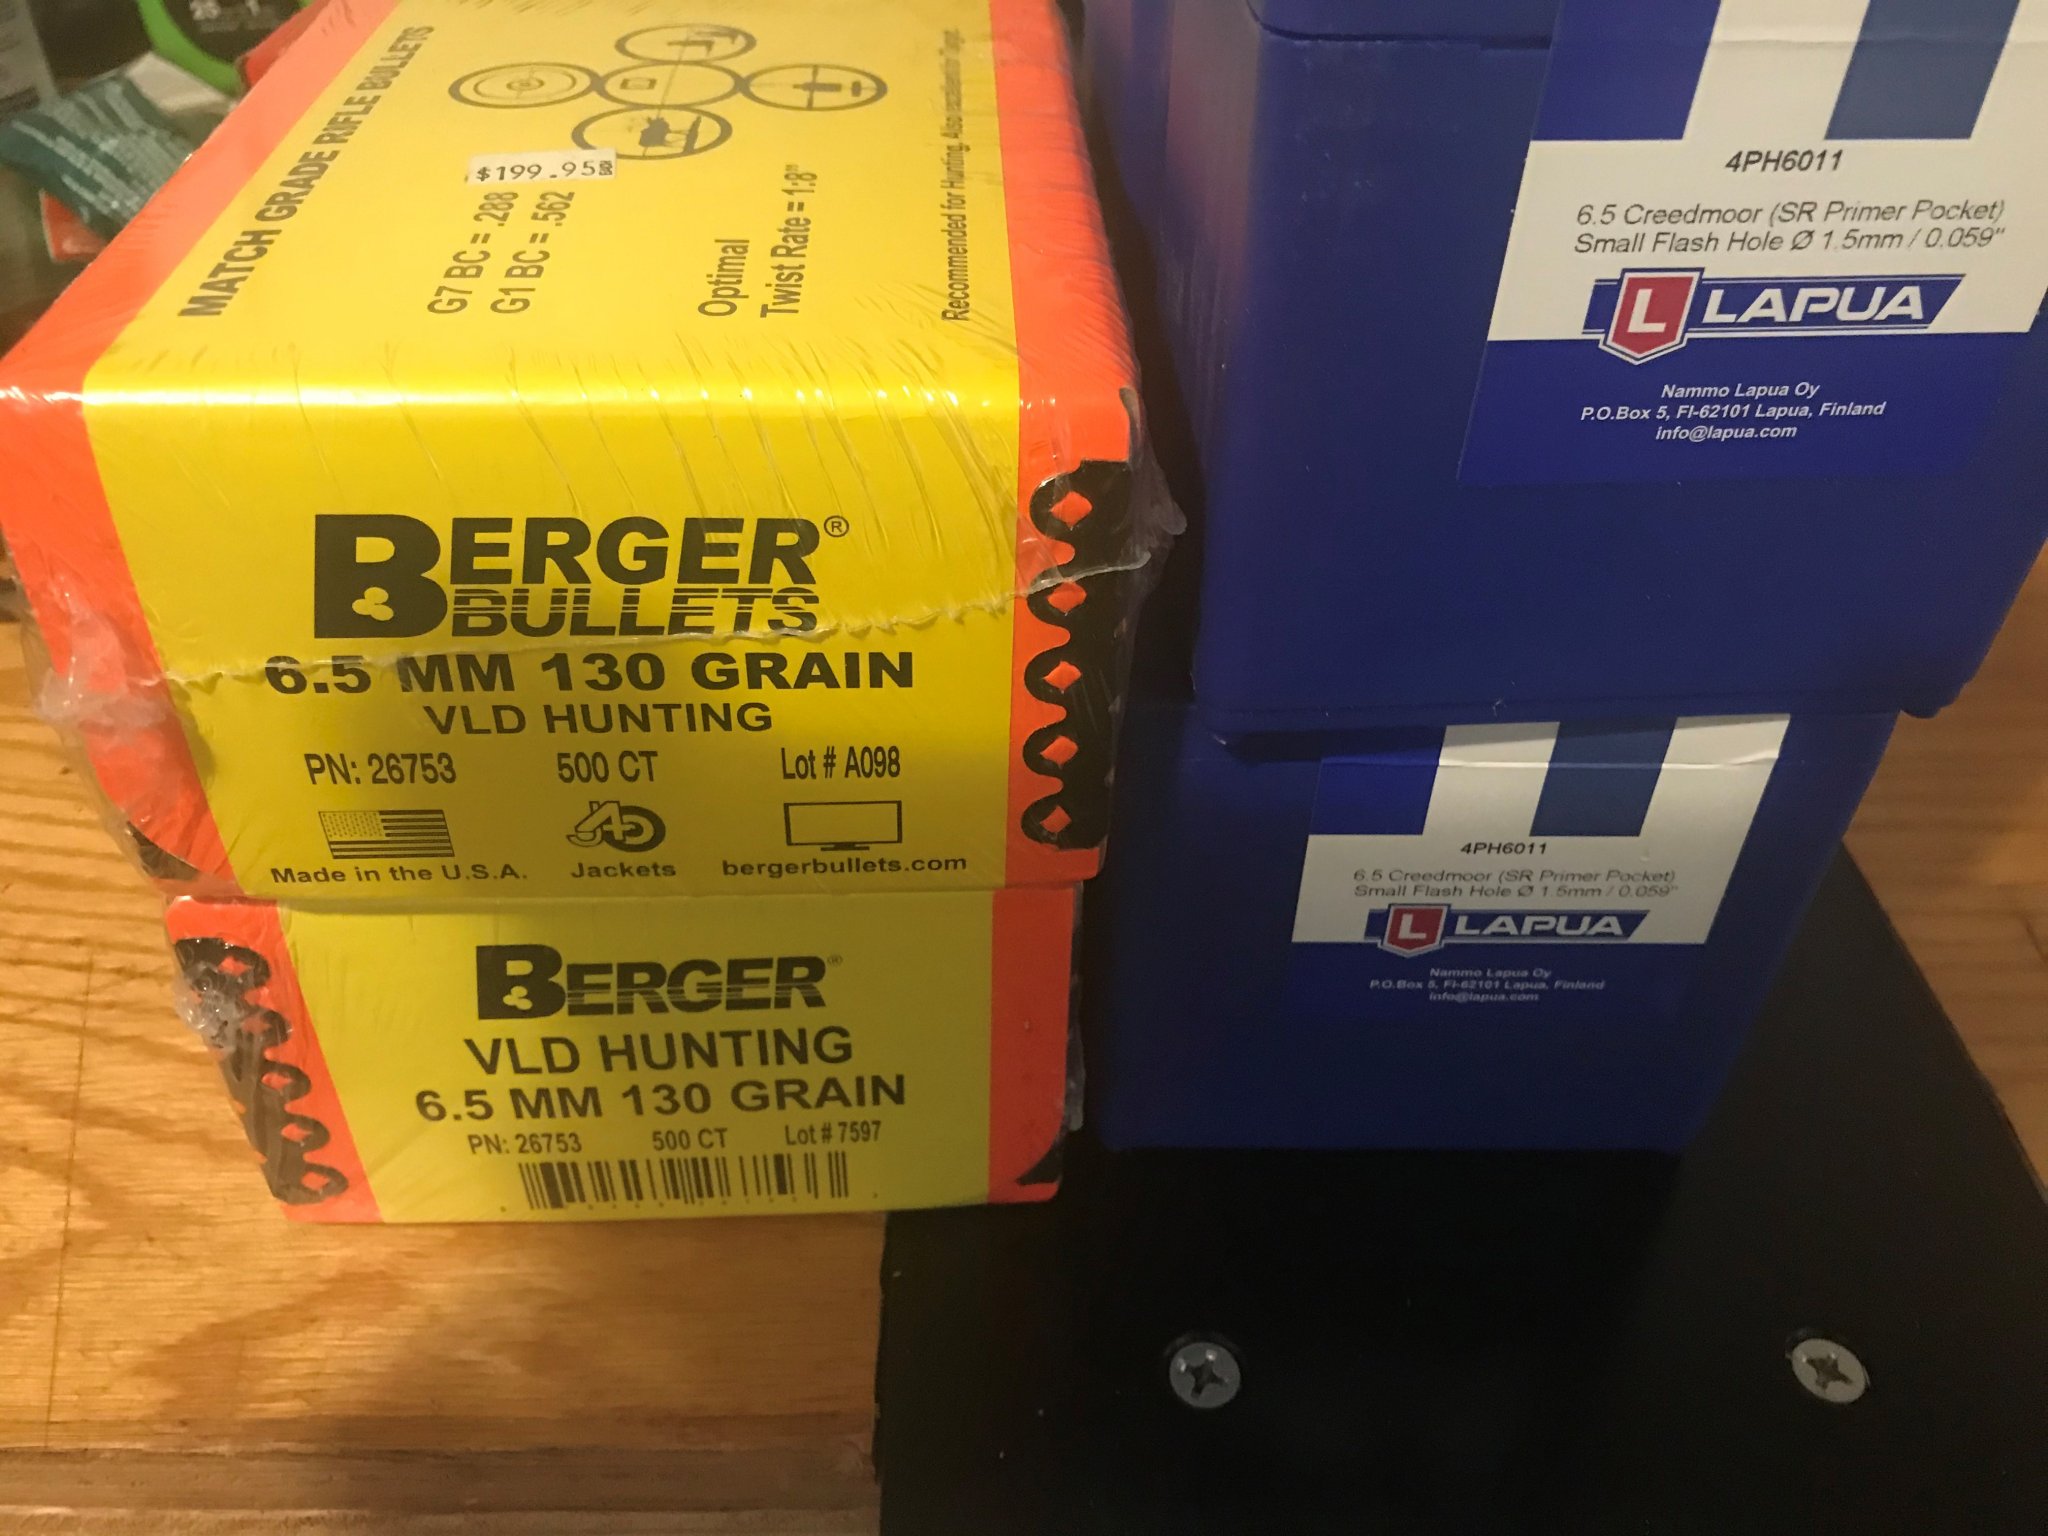 MATCH GRADE RIFLE BULLETS
$199.95
G7 BC = .288
G1 BC = .562
Optimal
Twist Rate = 1:8"
Recommended for Hunting. Also excellent for Target.
BERGER®
BULLETS
6.5 MM 130 GRAIN
VLD HUNTING
PN: 26753 500 CT Lot # A098
Made in the U.S.A. J4 Jackets bergerbullets.com
BERGER®
VLD HUNTING
6.5 MM 130 GRAIN
PN: 26753 500 CT Lot # 7597
4PH6011
6.5 Creedmoor (SR Primer Pocket)
Small Flash Hole Ø 1.5mm / 0.059"
L LAPUA
Nammo Lapua Oy
P.O.Box 5, FI-62101 Lapua, Finland
info@lapua.com
4PH6011
6.5 Creedmoor (SR Primer Pocket)
Small Flash Hole Ø 1.5mm / 0.059"
L LAPUA
Nammo Lapua Oy
P.O.Box 5, FI-62101 Lapua, Finland
info@lapua.com